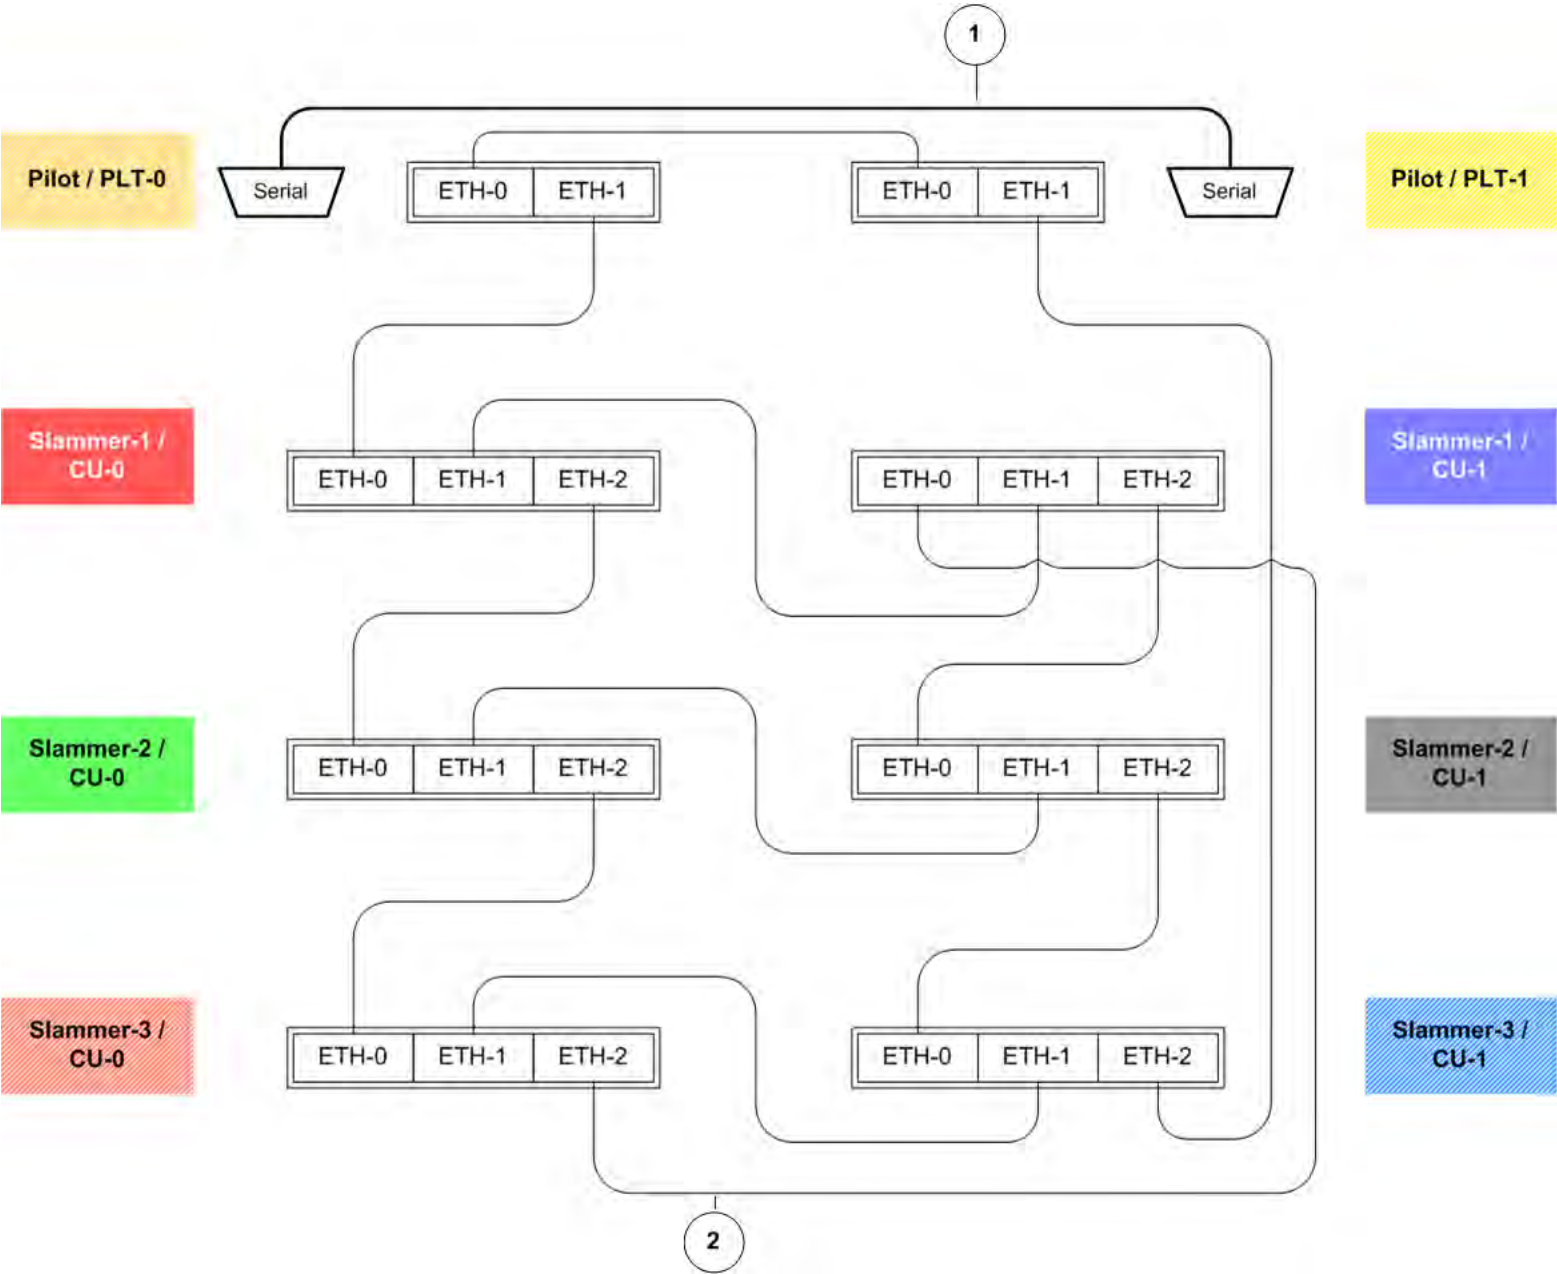 1
Pilot / PLT-0
Serial
ETH-0 ETH-1
ETH-0 ETH-1
Serial
Pilot / PLT-1
Slammer-1 /
CU-0
ETH-0 ETH-1 ETH-2
ETH-0 ETH-1 ETH-2
Slammer-1 /
CU-1
Slammer-2 /
CU-0
ETH-0 ETH-1 ETH-2
ETH-0 ETH-1 ETH-2
Slammer-2 /
CU-1
Slammer-3 /
CU-0
ETH-0 ETH-1 ETH-2
ETH-0 ETH-1 ETH-2
Slammer-3 /
CU-1
2